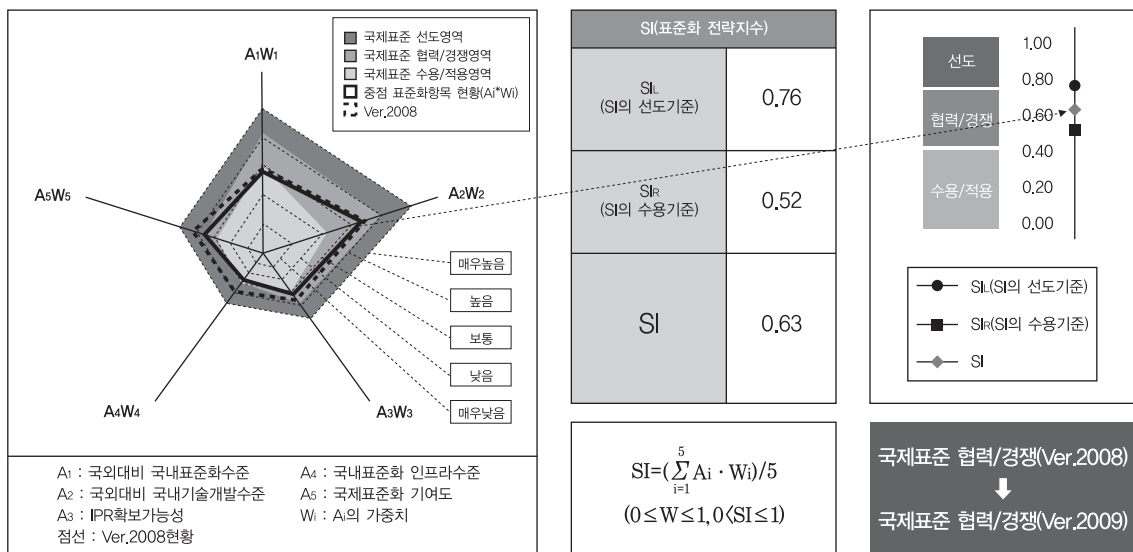 국제표준 선도영역
국제표준 협력/경쟁영역
국제표준 수용/적용영역
중점 표준화항목 현황(Ai*Wi)
Ver.2008
A1W1
A2W2
A3W3
A4W4
A5W5
매우높음
높음
보통
낮음
매우낮음
A1 : 국외대비 국내표준화수준
A2 : 국외대비 국내기술개발수준
A3 : IPR확보가능성
점선 : Ver.2008현황
A4 : 국내표준화 인프라수준
A5 : 국제표준화 기여도
Wi : Ai의 가중치
SI(표준화 전략지수)
SIL
(SI의 선도기준)
0.76
SIR
(SI의 수용기준)
0.52
SI
0.63
SI=(∑Ai · Wi)/5
5
i=1
(0≤W≤1, 0<SI≤1)
선도
협력/경쟁
수용/적용
1.00
0.80
0.60
0.40
0.20
0.00
SIL(SI의 선도기준)
SIR(SI의 수용기준)
SI
국제표준 협력/경쟁(Ver.2008)
국제표준 협력/경쟁(Ver.2009)